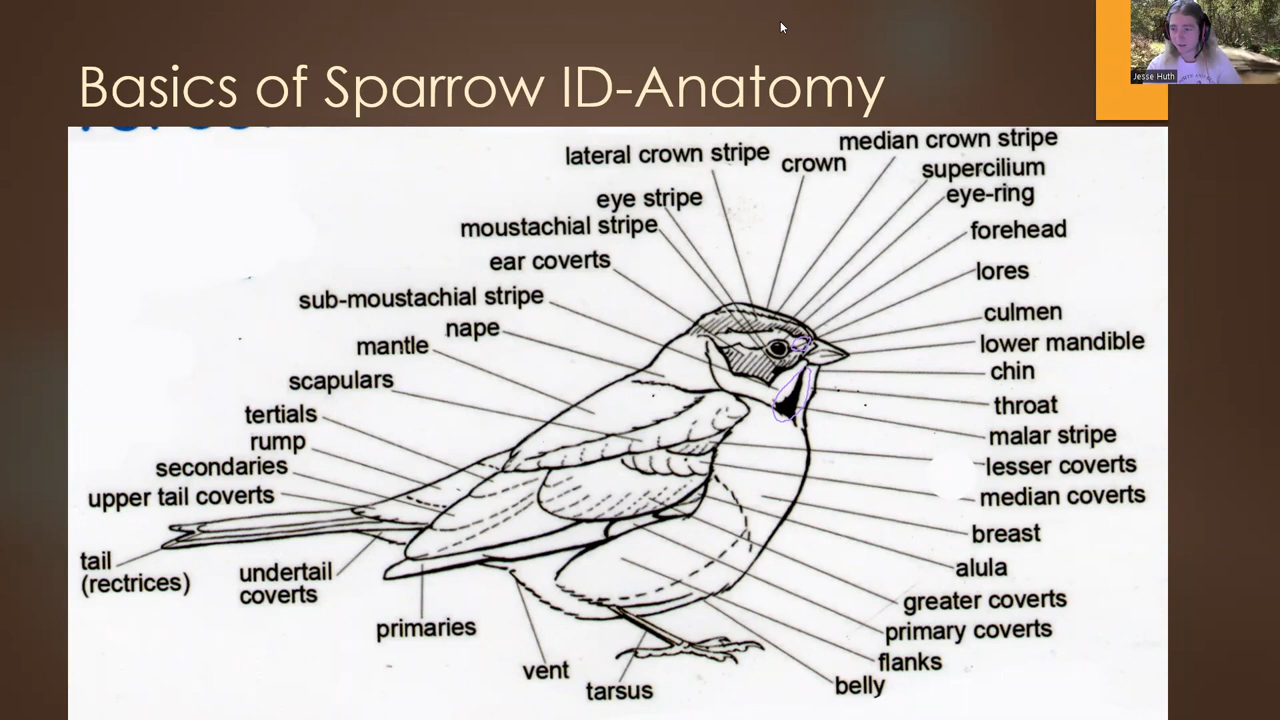 Jesse Huth
Basics of Sparrow ID-Anatomy
median crown stripe
lateral crown stripe
crown
supercilium
eye stripe
eye-ring
moustachial stripe
forehead
ear coverts
lores
sub-moustachial stripe
culmen
nape
lower mandible
mantle
chin
scapulars
throat
tertials
malar stripe
rump
lesser coverts
secondaries
median coverts
upper tail coverts
breast
tail
(rectrices)
undertail
coverts
alula
greater coverts
primaries
primary coverts
vent
flanks
tarsus
belly